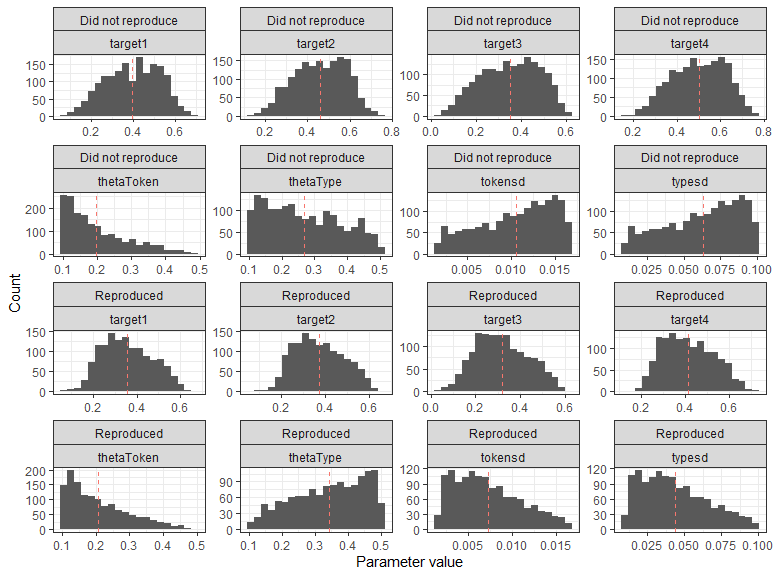 Did not reproduce Did not reproduce Did not reproduce Did not reproduce
target1 target2 target3 target4
150 150 150
100 100 100 100
50 50 50 50
0 0 0 0
0.2 0.4 0.6 0.2 0.4 0.6 0.8 0.0 0.2 0.4 0.6 0.2 0.4 0.6 0.8
Did not reproduce Did not reproduce Did not reproduce Did not reproduce
thetaToken thetaType tokensd typesd
200 100 150 150
100 50 100 100
0 0 50 50
0 0
0.1 0.2 0.3 0.4 0.5 0.1 0.2 0.3 0.4 0.5 0.005 0.010 0.015 0.025 0.050 0.075 0.100
Count
Reproduced Reproduced Reproduced Reproduced
target1 target2 target3 target4
150 150
100 100 100 100
50 50 50 50
0 0 0 0
0.2 0.4 0.6 0.2 0.4 0.6 0.0 0.2 0.4 0.6 0.2 0.4 0.6
Reproduced Reproduced Reproduced Reproduced
thetaToken thetaType tokensd typesd
200 90 120 120
150 60 90 90
100 30 60 60
50 0 30 30
0 0 0
0.1 0.2 0.3 0.4 0.5 0.1 0.2 0.3 0.4 0.5 0.005 0.010 0.015 0.025 0.050 0.075 0.100
Parameter value